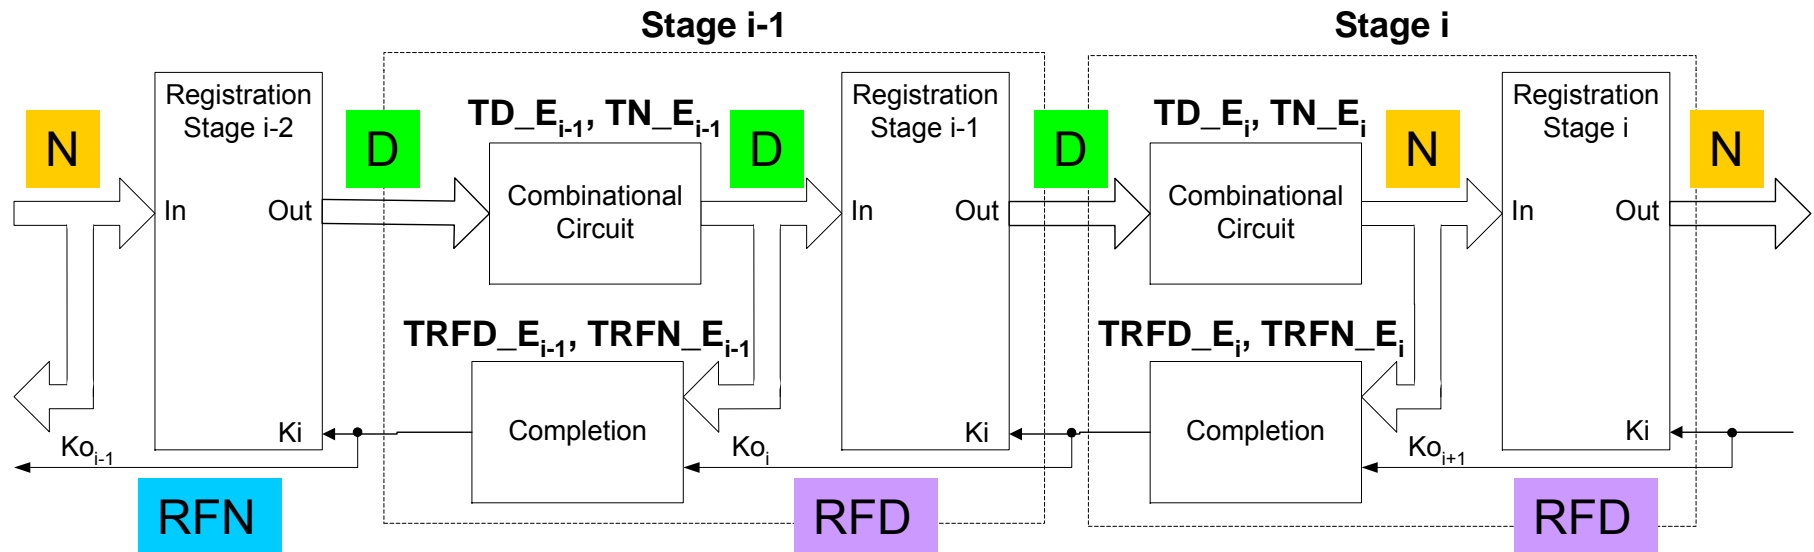 Stage i-1
Stage i
Registration
Stage i-2
Registration
Stage i-1
Registration
Stage i
TD_Ei-1, TN_Ei-1
TD_Ei, TN_Ei
N
D
D
D
N
N
Combinational
Circuit
Combinational
Circuit
In
Out
In
Out
In
Out
TRFD_Ei-1, TRFN_Ei-1
TRFD_Ei, TRFN_Ei
Completion
Completion
Ki
Ki
Ki
Koi-1
Koi
Koi+1
RFN
RFD
RFD